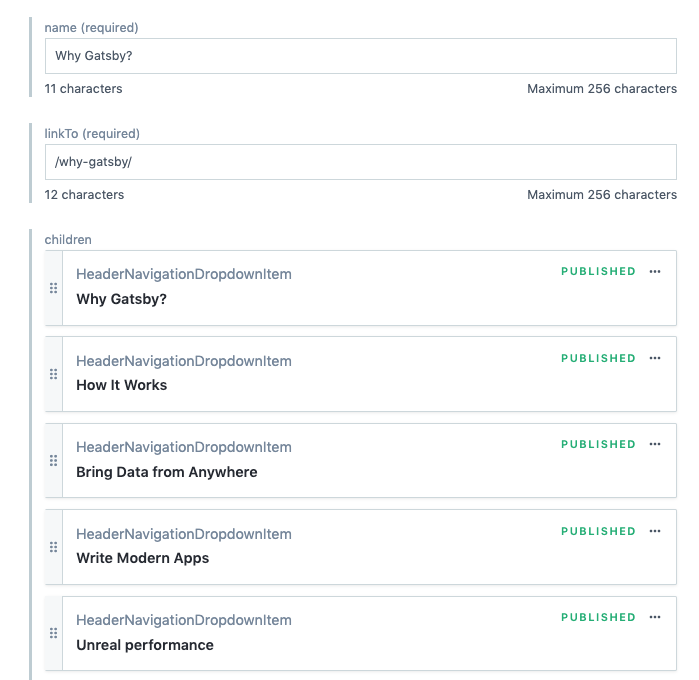 name (required)
Why Gatsby?
11 characters Maximum 256 characters
linkTo (required)
/why-gatsby/
12 characters Maximum 256 characters
children
HeaderNavigationDropdownItem PUBLISHED
Why Gatsby?
HeaderNavigationDropdownItem PUBLISHED
How It Works
HeaderNavigationDropdownItem PUBLISHED
Bring Data from Anywhere
HeaderNavigationDropdownItem PUBLISHED
Write Modern Apps
HeaderNavigationDropdownItem PUBLISHED
Unreal performance